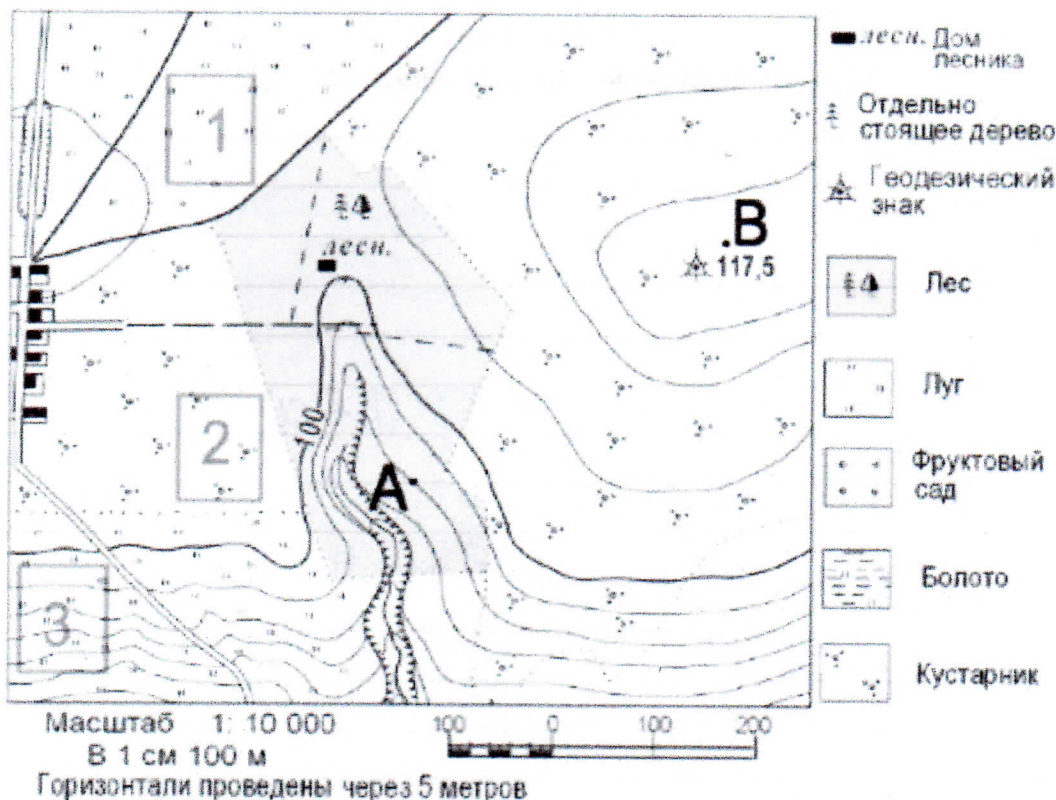 1
лесн.
.В
117,5
2
100
А
3
лесн. Дом
лесника
Отдельно
стоящее дерево
Геодезический
знак
Лес
Луг
Фруктовый
сад
Болото
Кустарник
Масштаб 1: 10 000
В 1 см 100 м
100 0 100 200
Горизонтали проведены через 5 метров